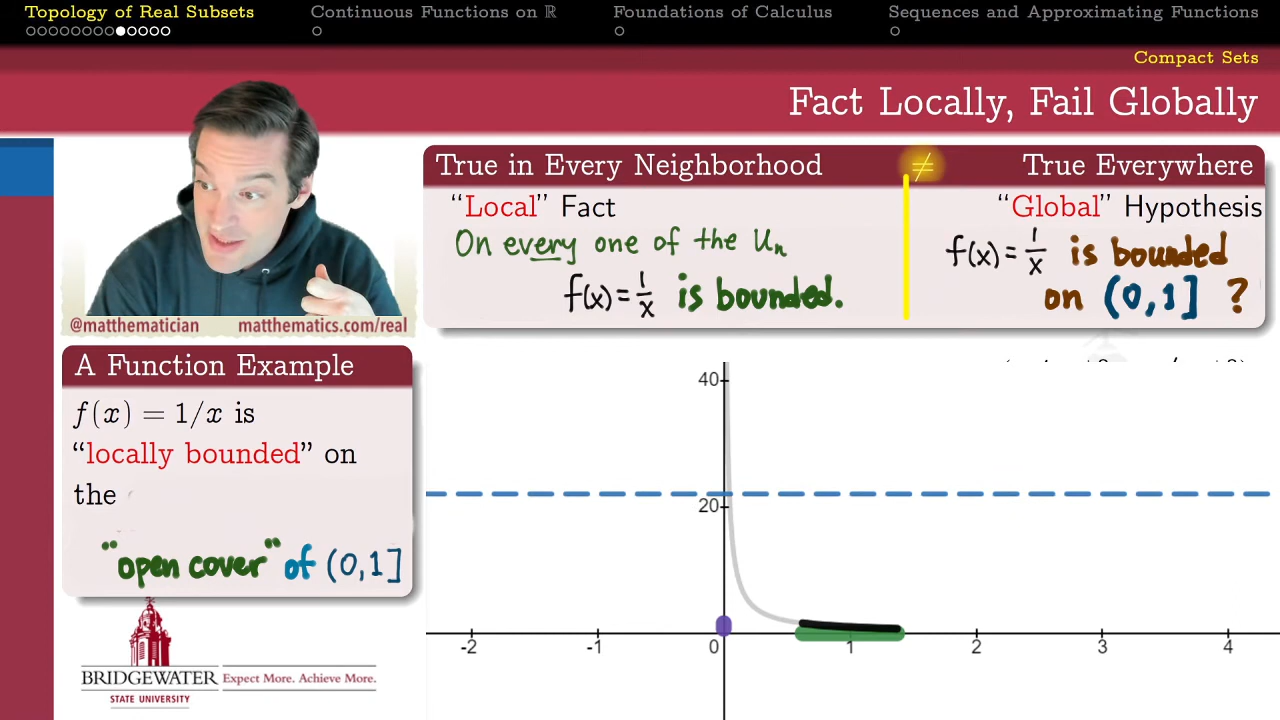 Topology of Real Subsets
Continuous Functions on ℝ
Foundations of Calculus
Sequences and Approximating Functions
Compact Sets
Fact Locally, Fail Globally
True in Every Neighborhood
≠
True Everywhere
“Local” Fact
On every one of the Uₙ
f(x) = 1/x is bounded.
“Global” Hypothesis
f(x) = 1/x is bounded
on (0,1] ?
@matthematician
matthematics.com/real
A Function Example
f(x) = 1/x is
“locally bounded” on
the
"open cover" of (0,1]
40
20
-2 -1 0 1 2 3 4
BRIDGEWATER
STATE UNIVERSITY
Expect More. Achieve More.